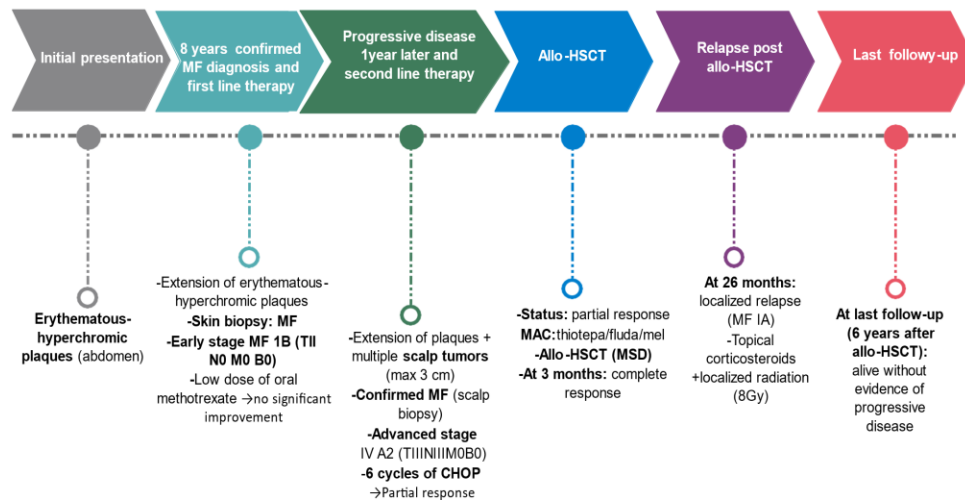 Initial presentation
8 years confirmed
MF diagnosis and
first line therapy
Progressive disease
1year later and
second line therapy
Allo-HSCT
Relapse post
allo-HSCT
Last followy-up
Erythematous-
hyperchromic
plaques (abdomen)
-Extension of erythematous-
hyperchromic plaques
-Skin biopsy: MF
-Early stage MF 1B (TII
N0 M0 B0)
-Low dose of oral
methotrexate →no significant
improvement
-Extension of plaques +
multiple scalp tumors
(max 3 cm)
-Confirmed MF (scalp
biopsy)
-Advanced stage
IV A2 (TIIINIIIM0B0)
-6 cycles of CHOP
→Partial response
-Status: partial response
MAC:thiotepa/fluda/mel
-Allo-HSCT (MSD)
-At 3 months: complete
response
At 26 months:
localized relapse
(MF IA)
-Topical
corticosteroids
+localized radiation
(8Gy)
At last follow-up
(6 years after
allo-HSCT):
alive without
evidence of
progressive
disease